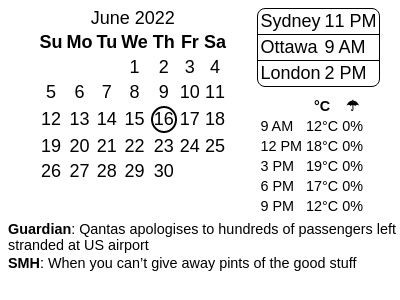 June 2022
Su Mo Tu We Th Fr Sa
1 2 3 4
5 6 7 8 9 10 11
12 13 14 15 16 17 18
19 20 21 22 23 24 25
26 27 28 29 30
Sydney 11 PM
Ottawa 9 AM
London 2 PM
°C ☂
9 AM 12°C 0%
12 PM 18°C 0%
3 PM 19°C 0%
6 PM 17°C 0%
9 PM 12°C 0%
Guardian: Qantas apologises to hundreds of passengers left
stranded at US airport
SMH: When you can’t give away pints of the good stuff